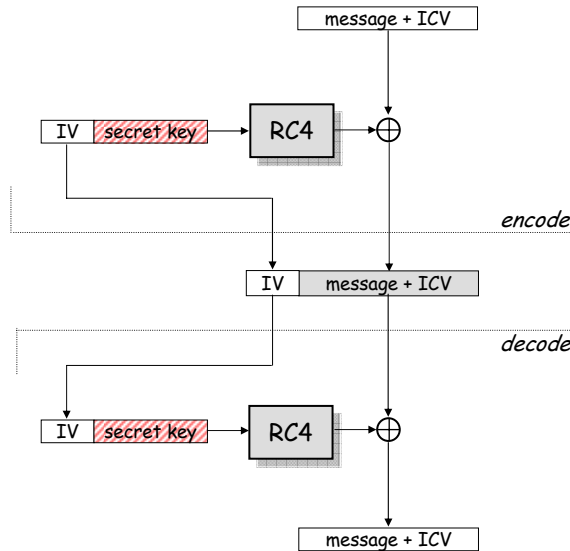 message + ICV
IV secret key RC4
encode
IV message + ICV
decode
IV secret key RC4
message + ICV